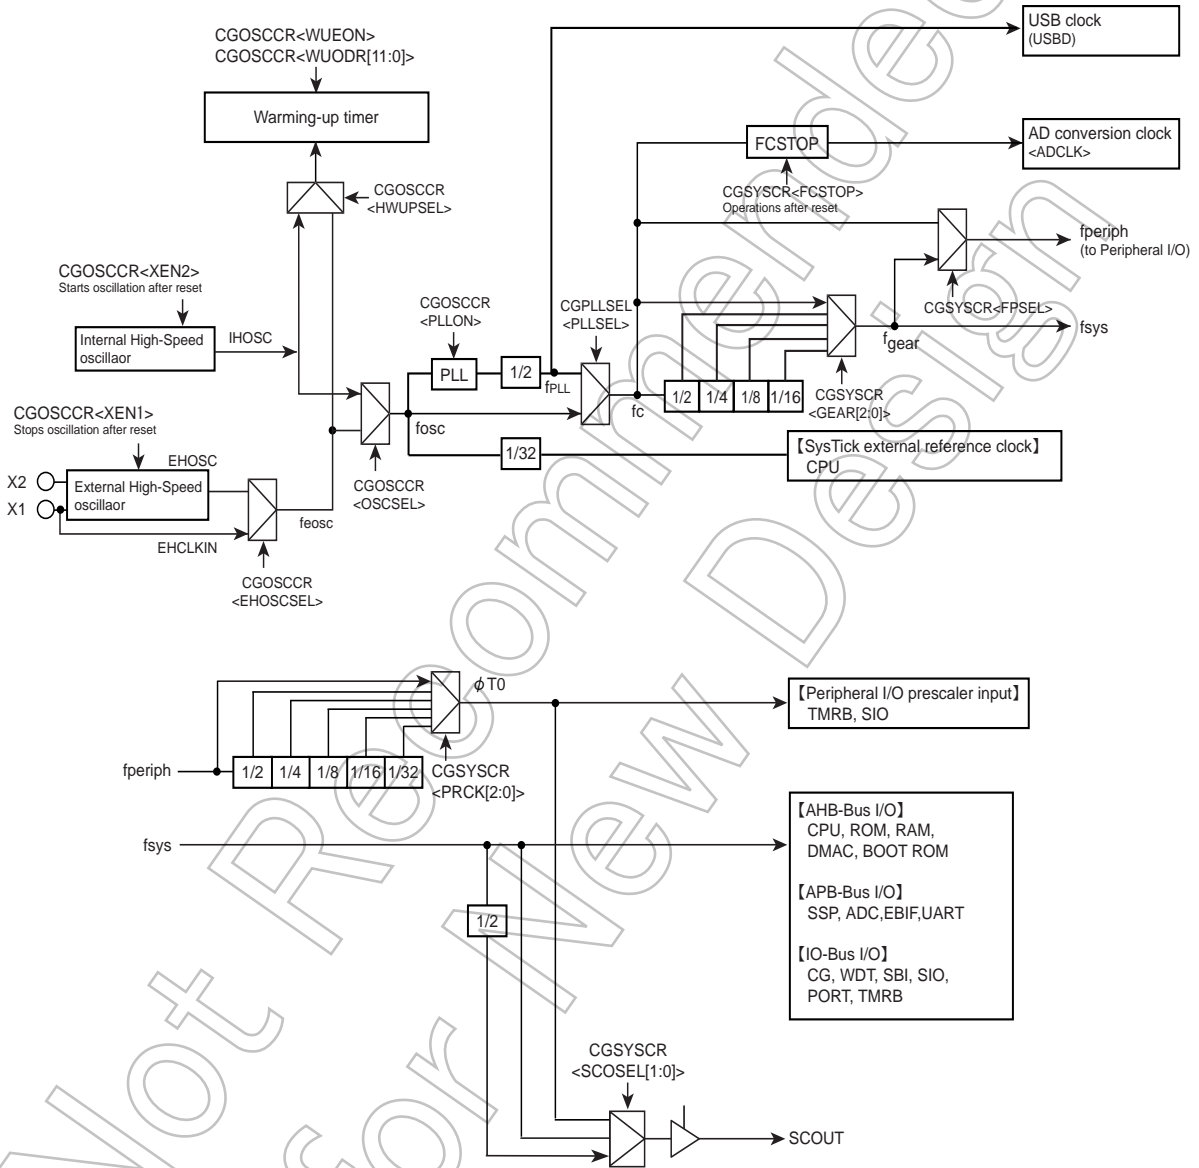 USB clock
(USBD)
CGOSCCR<WUEON>
CGOSCCR<WUODR[11:0]>
Warming-up timer
FCSTOP
AD conversion clock
<ADCLK>
CGOSCCR
<HWUPSEL>
CGSYSCR<FCSTOP>
Operations after reset
fperiph
(to Peripheral I/O)
CGOSCCR<XEN2>
Starts oscillation after reset
CGOSCCR
<PLLON>
CGPLLSEL
<PLLSEL>
CGSYSCR<FPSEL>
Internal High-Speed
oscillaor
IHOSC
fsys
fgear
PLL
1/2
fPLL
fc
1/2
1/4
1/8
1/16
CGSYSCR
<GEAR[2:0]>
CGOSCCR<XEN1>
Stops oscillation after reset
fosc
1/32
【SysTick external reference clock】
CPU
EHOSC
X2
X1
External High-Speed
oscillaor
CGOSCCR
<OSCSEL>
feosc
EHCLKIN
CGOSCCR
<EHOSCSEL>
ϕT0
【Peripheral I/O prescaler input】
TMRB, SIO
fperiph
1/2
1/4
1/8
1/16
1/32
CGSYSCR
<PRCK[2:0]>
fsys
【AHB-Bus I/O】
CPU, ROM, RAM,
DMAC, BOOT ROM
【APB-Bus I/O】
SSP, ADC,EBIF,UART
1/2
【IO-Bus I/O】
CG, WDT, SBI, SIO,
PORT, TMRB
CGSYSCR
<SCOSEL[1:0]>
SCOUT
Not Recommended
for New Design